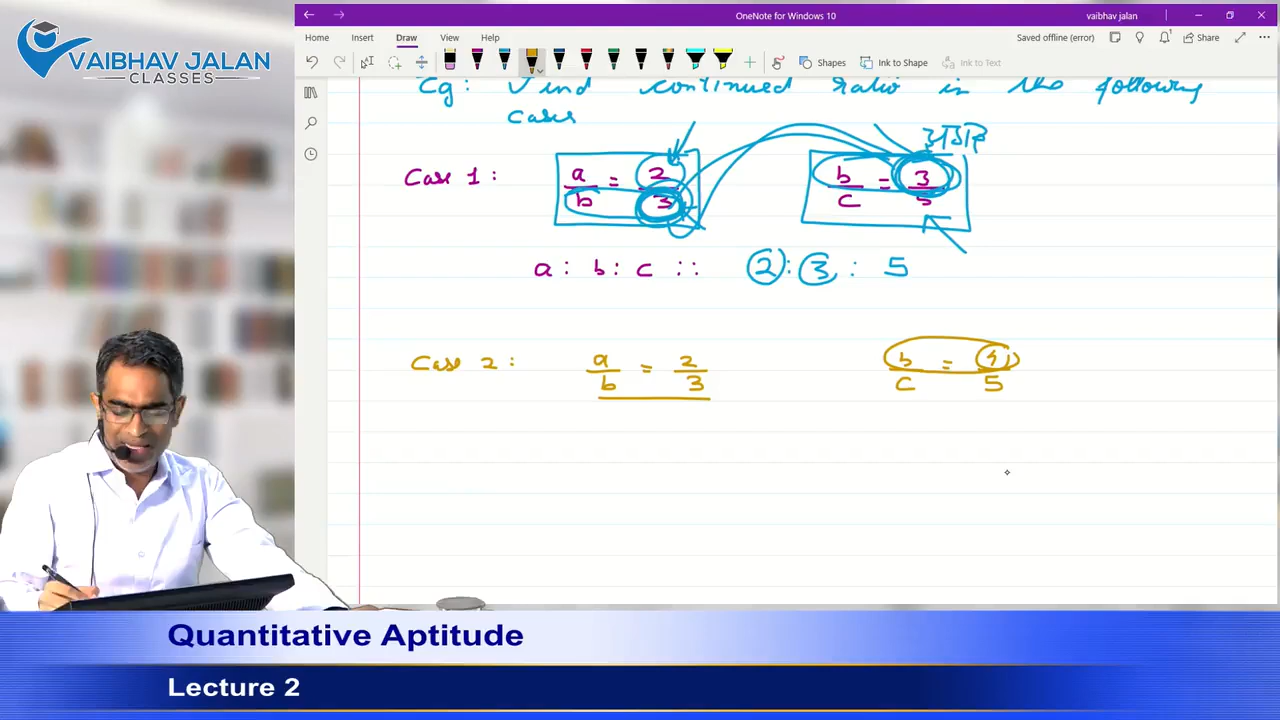 VAIBHAV JALAN
CLASSES
OneNote for Windows 10
vaibhav jalan
Home Insert Draw View Help
Saved offline (error)
Share
Shapes
Ink to Shape
Ink to Text
Eg: Find continued ratio in the following
cases
Case 1: a/b = 2/3 b/c = 3/5
a : b : c :: 2 : 3 : 5
Case 2: a/b = 2/3 b/c = 4/5
Quantitative Aptitude
Lecture 2